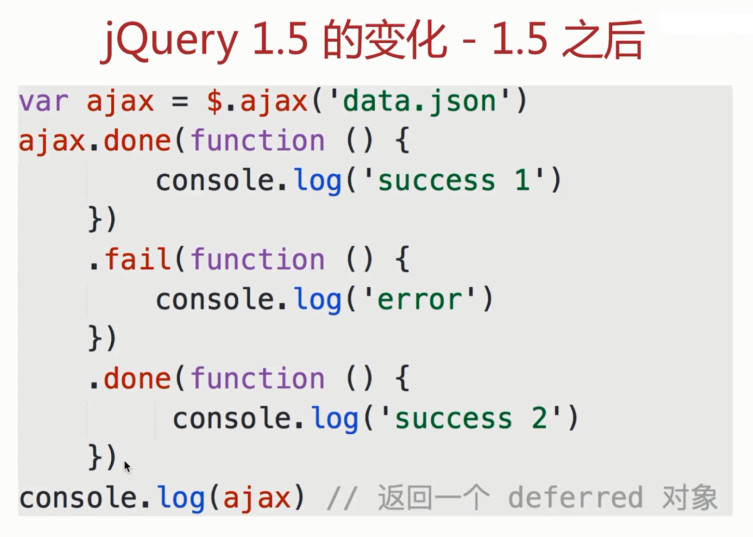 jQuery 1.5 的变化 - 1.5 之后
var ajax = $.ajax('data.json')
ajax.done(function () {
        console.log('success 1')
    })
    .fail(function () {
        console.log('error')
    })
    .done(function () {
         console.log('success 2')
    })
console.log(ajax) // 返回一个 deferred 对象